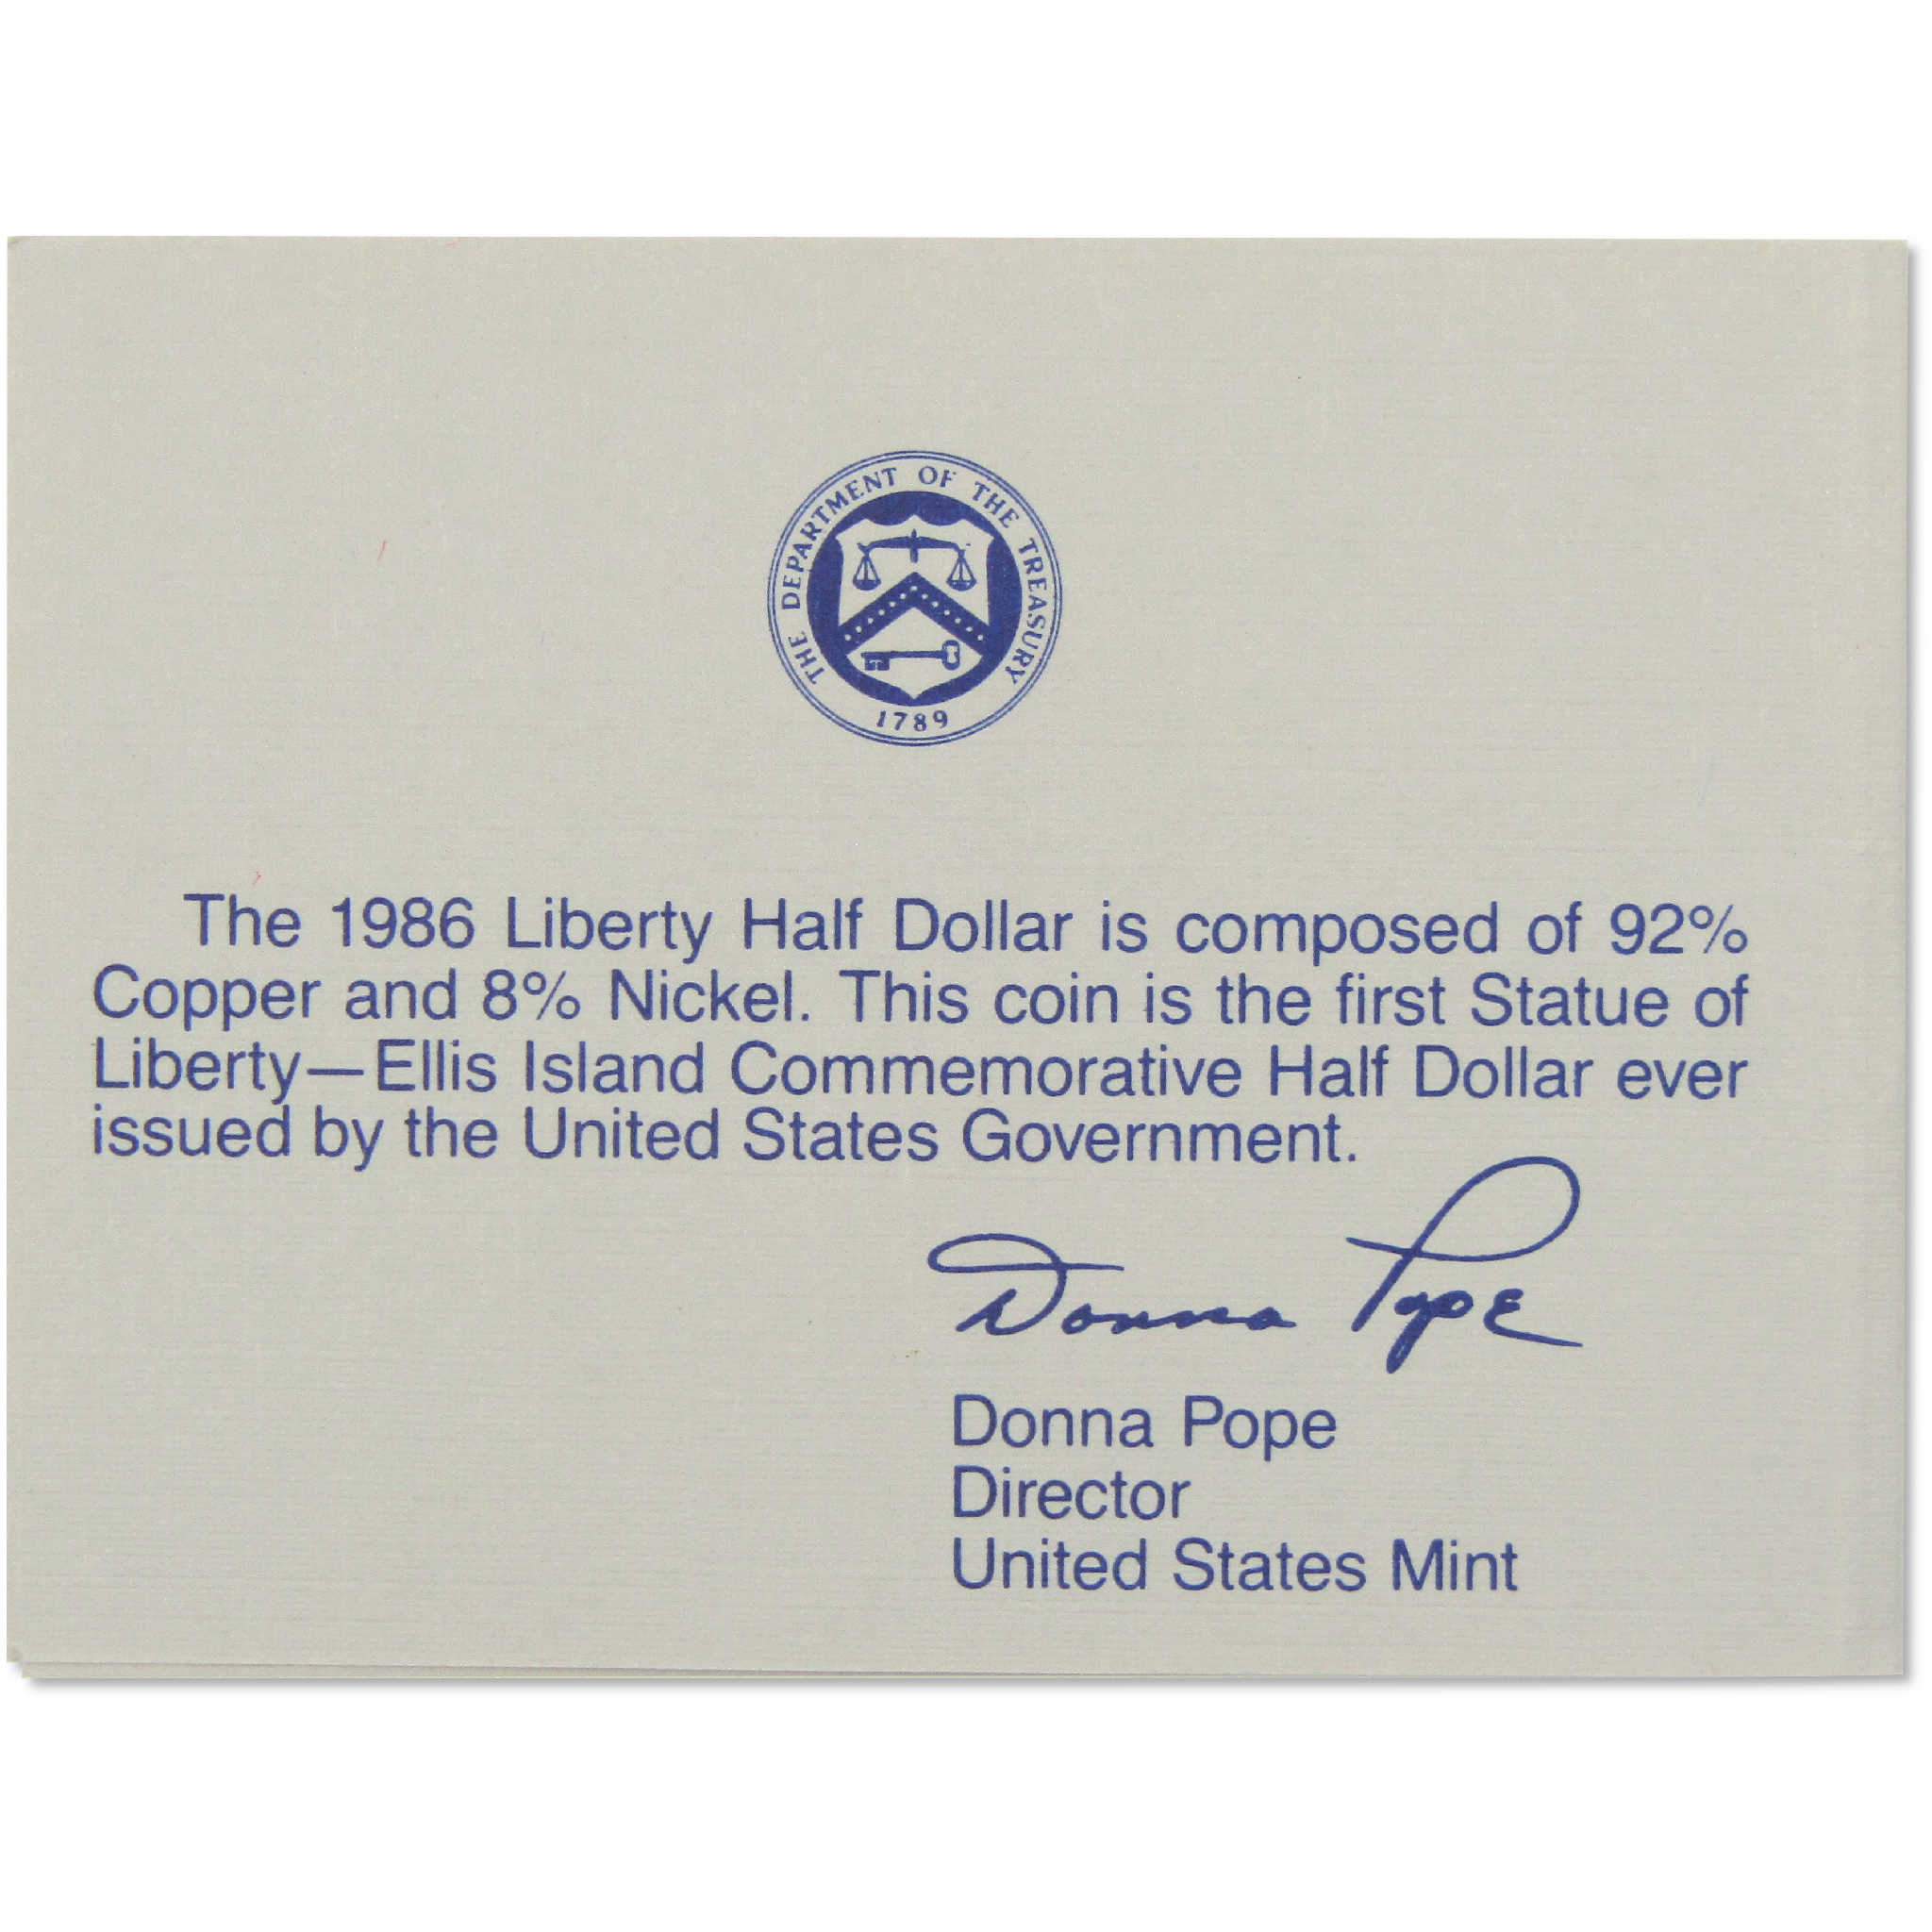 THE DEPARTMENT OF THE TREASURY
1789
The 1986 Liberty Half Dollar is composed of 92%
Copper and 8% Nickel. This coin is the first Statue of
Liberty—Ellis Island Commemorative Half Dollar ever
issued by the United States Government.
Donna Pope
Donna Pope
Director
United States Mint